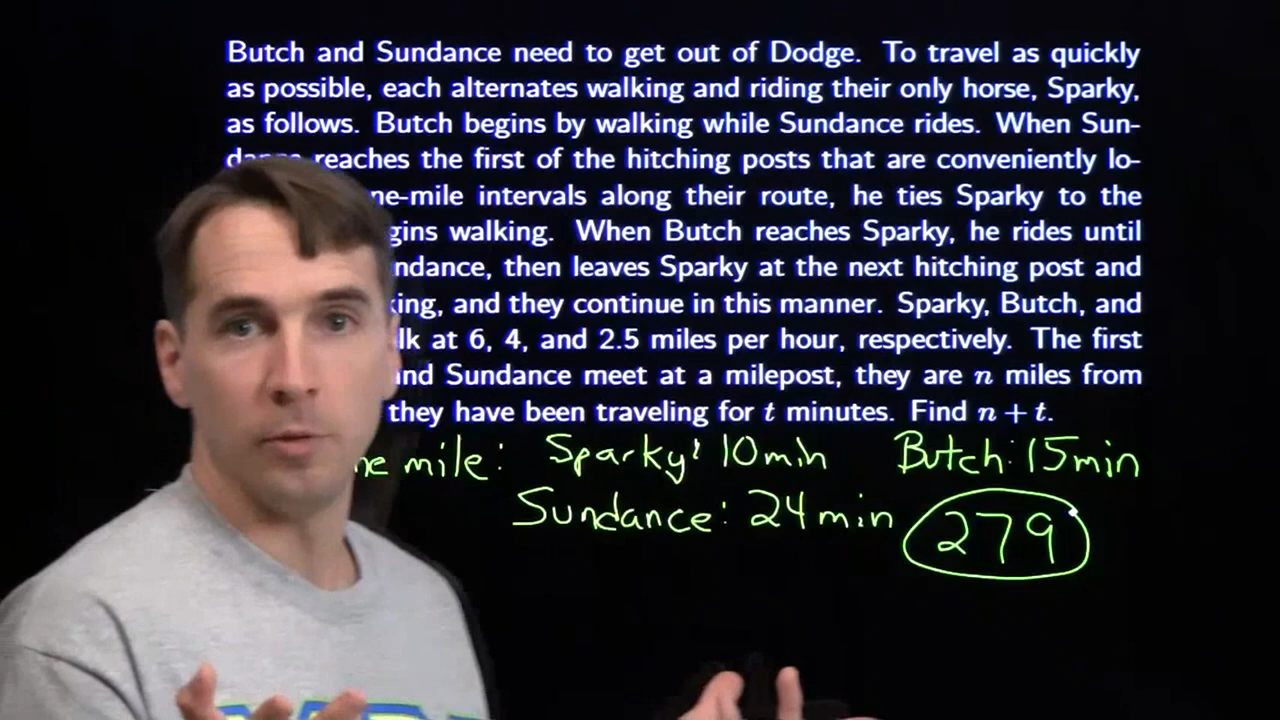 Butch and Sundance need to get out of Dodge. To travel as quickly
as possible, each alternates walking and riding their only horse, Sparky,
as follows. Butch begins by walking while Sundance rides. When Sun-
reaches the first of the hitching posts that are conveniently lo-
ne-mile intervals along their route, he ties Sparky to the
gins walking. When Butch reaches Sparky, he rides until
ndance, then leaves Sparky at the next hitching post and
king, and they continue in this manner. Sparky, Butch, and
lk at 6, 4, and 2.5 miles per hour, respectively. The first
nd Sundance meet at a milepost, they are n miles from
they have been traveling for t minutes. Find n + t.
ne mile: Sparky: 10min Butch: 15min
Sundance: 24min 279